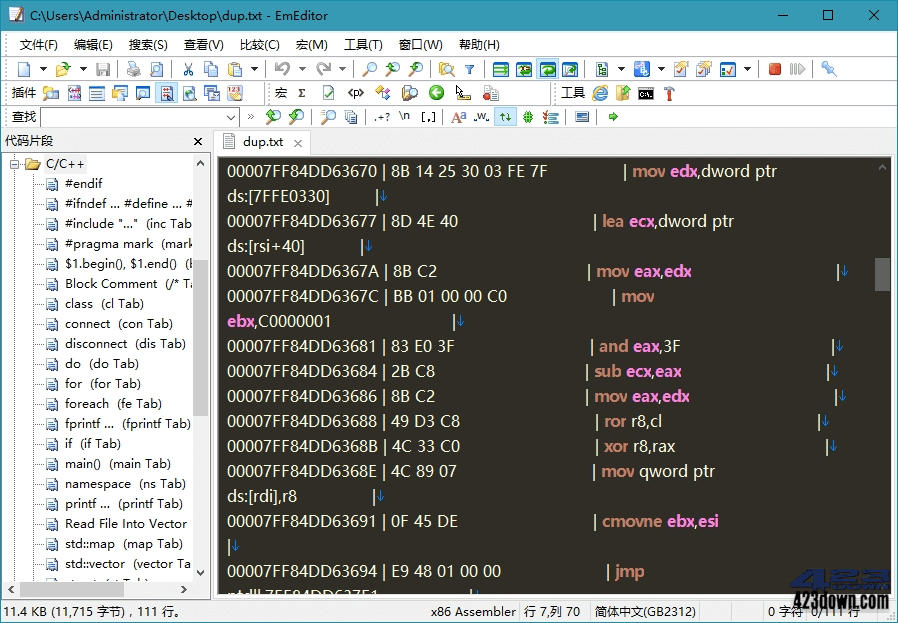 C:\Users\Administrator\Desktop\dup.txt - EmEditor
文件(F) 编辑(E) 搜索(S) 查看(V) 比较(C) 宏(M) 工具(T) 窗口(W) 帮助(H)
插件 宏 Σ <p> 工具
查找 » .+? \n [.] Aa .W.
代码片段
dup.txt
C/C++
#endif
#ifndef ... #define ... #
#include "..." (inc Tab
#pragma mark (mark
$1.begin(), $1.end() (b
Block Comment (/* Ta
class (cl Tab)
connect (con Tab)
disconnect (dis Tab)
do (do Tab)
for (for Tab)
foreach (fe Tab)
fprintf ... (fprintf Tab)
if (if Tab)
main() (main Tab)
namespace (ns Tab)
printf ... (printf Tab)
Read File Into Vector
std::map (map Tab)
std::vector (vector Ta
00007FF84DD63670 | 8B 14 25 30 03 FE 7F | mov edx,dword ptr
ds:[7FFE0330] |↓
00007FF84DD63677 | 8D 4E 40 | lea ecx,dword ptr
ds:[rsi+40] |↓
00007FF84DD6367A | 8B C2 | mov eax,edx |↓
00007FF84DD6367C | BB 01 00 00 C0 | mov
ebx,C0000001 |↓
00007FF84DD63681 | 83 E0 3F | and eax,3F |↓
00007FF84DD63684 | 2B C8 | sub ecx,eax |↓
00007FF84DD63686 | 8B C2 | mov eax,edx |↓
00007FF84DD63688 | 49 D3 C8 | ror r8,cl |↓
00007FF84DD6368B | 4C 33 C0 | xor r8,rax |↓
00007FF84DD6368E | 4C 89 07 | mov qword ptr
ds:[rdi],r8 |↓
00007FF84DD63691 | 0F 45 DE | cmovne ebx,esi
|↓
00007FF84DD63694 | E9 48 01 00 00 | jmp
11.4 KB (11,715 字节)，111 行。 x86 Assembler 行 7,列 70 简体中文(GB2312) 0 字符 0/111 行
423down.com